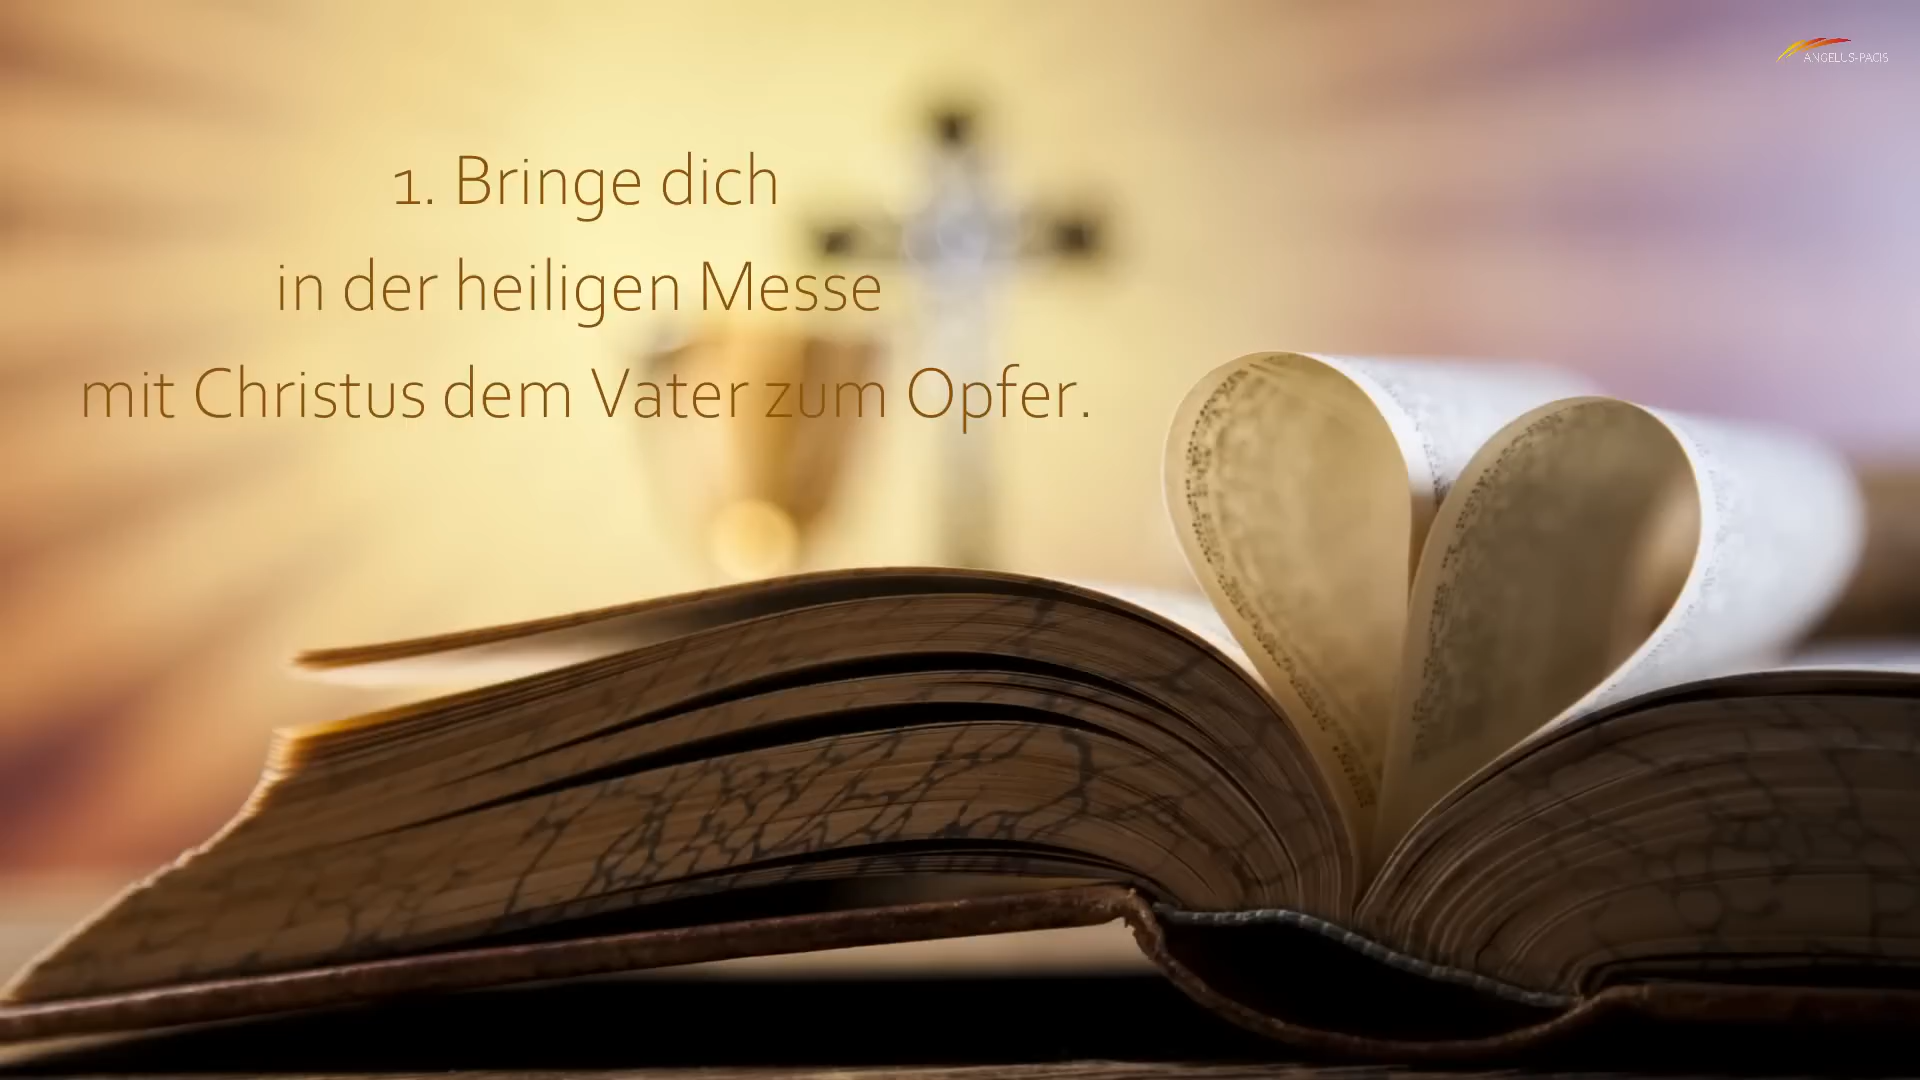 ANGELUS-PACIS
1. Bringe dich
in der heiligen Messe
mit Christus dem Vater zum Opfer.